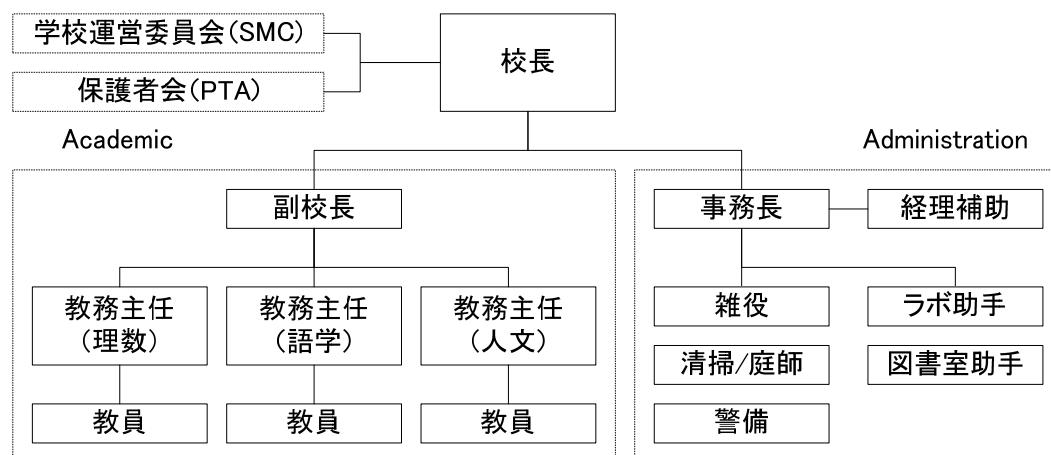 学校運営委員会(SMC)
保護者会(PTA)
校長
Academic
Administration
副校長
事務長
経理補助
教務主任
(理数)
教務主任
(語学)
教務主任
(人文)
教員
教員
教員
雑役
ラボ助手
清掃/庭師
図書室助手
警備